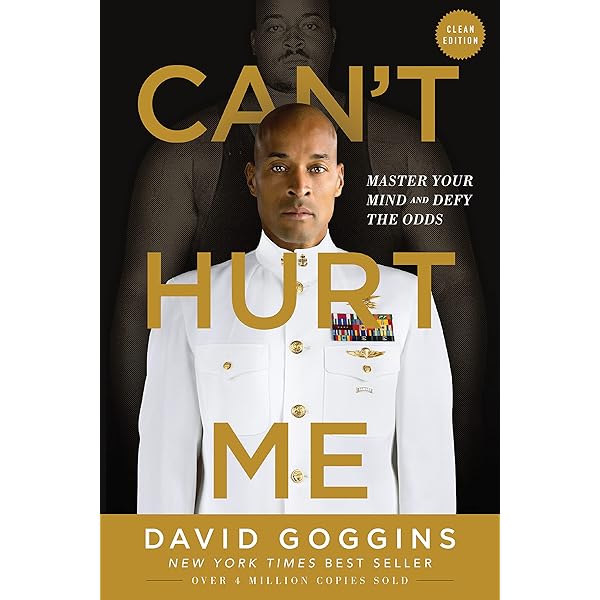 CLEAN
EDITION
CAN'T
MASTER YOUR
MIND AND DEFY
THE ODDS
HURT
ME
DAVID GOGGINS
NEW YORK TIMES BEST SELLER
OVER 4 MILLION COPIES SOLD